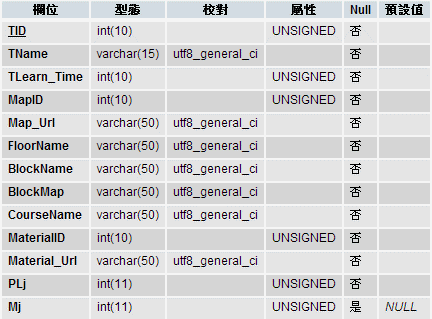 欄位 型態 校對 屬性 Null 預設值
TID int(10) UNSIGNED 否
TName varchar(15) utf8_general_ci 否
TLearn_Time int(10) UNSIGNED 否
MapID int(10) UNSIGNED 否
Map_Url varchar(50) utf8_general_ci 否
FloorName varchar(50) utf8_general_ci 否
BlockName varchar(50) utf8_general_ci 否
BlockMap varchar(50) utf8_general_ci 否
CourseName varchar(50) utf8_general_ci 否
MaterialID int(10) UNSIGNED 否
Material_Url varchar(50) utf8_general_ci 否
PLj int(11) UNSIGNED 否
Mj int(11) UNSIGNED 是 NULL